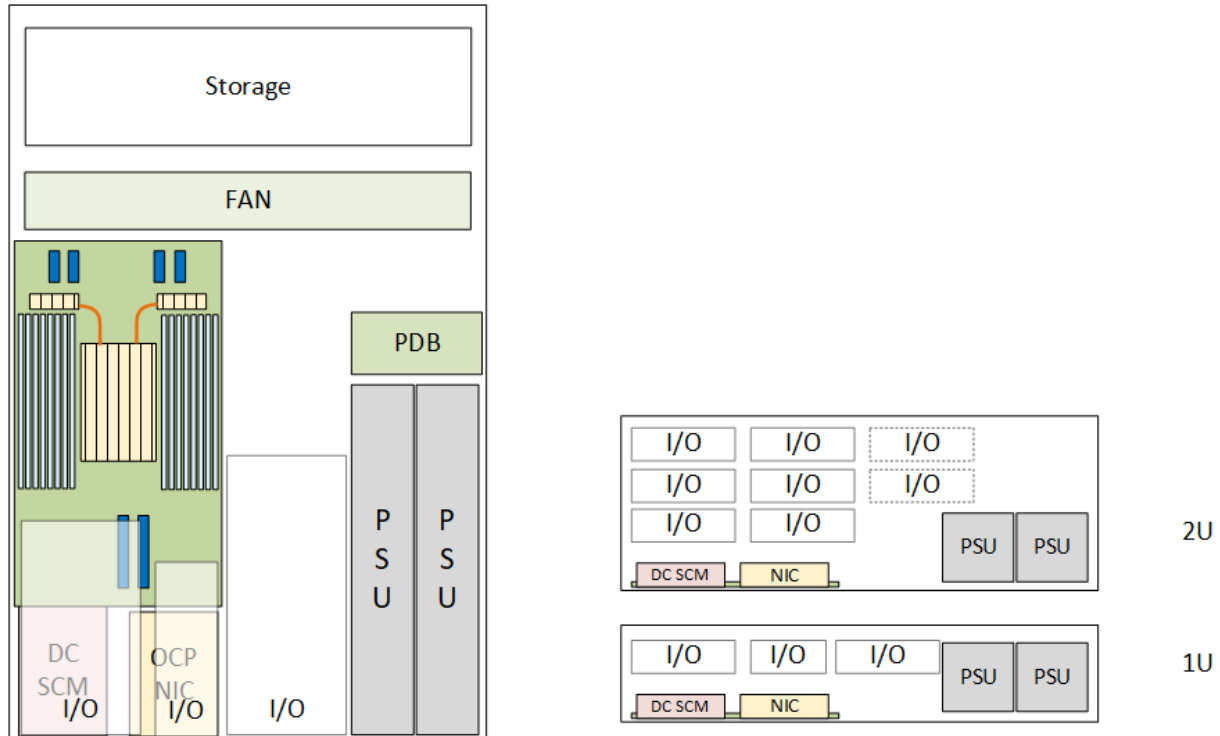 Storage
FAN
PDB
P P
S S
U U
DC
SCM
OCP
NIC
I/O I/O I/O
I/O I/O I/O
I/O I/O I/O
I/O I/O
PSU PSU
DC SCM NIC
2U
I/O I/O I/O
PSU PSU
DC SCM NIC
1U